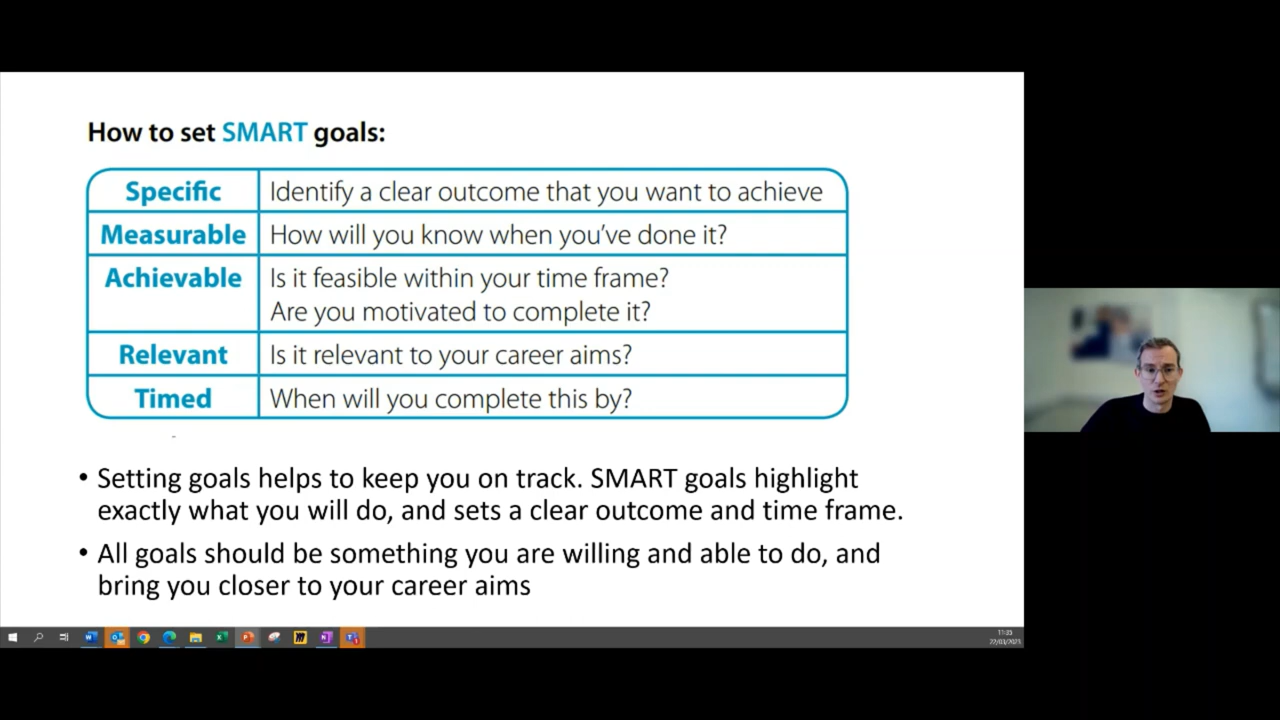 How to set SMART goals:
Specific Identify a clear outcome that you want to achieve
Measurable How will you know when you've done it?
Achievable Is it feasible within your time frame?
Are you motivated to complete it?
Relevant Is it relevant to your career aims?
Timed When will you complete this by?
• Setting goals helps to keep you on track. SMART goals highlight
exactly what you will do, and sets a clear outcome and time frame.
• All goals should be something you are willing and able to do, and
bring you closer to your career aims